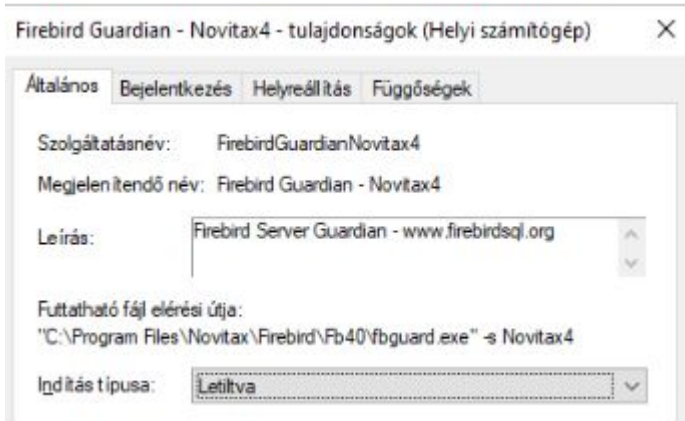 Firebird Guardian - Novitax4 - tulajdonságok (Helyi számítógép)
Általános Bejelentkezés Helyreállítás Függőségek
Szolgáltatásnév: FirebirdGuardianNovitax4
Megjelenítendő név: Firebird Guardian - Novitax4
Leírás: Firebird Server Guardian - www.firebirdsql.org
Futtatható fájl elérési útja:
"C:\Program Files\Novitax\Firebird\Fb40\fbguard.exe" -s Novitax4
Indítás típusa: Letiltva